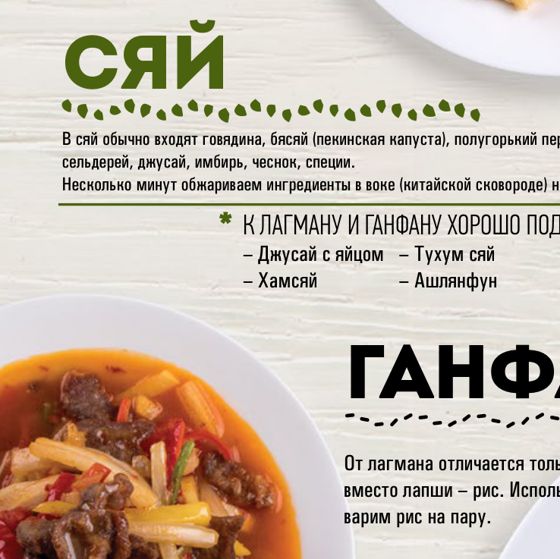 СЯЙ
В сяй обычно входят говядина, бясяй (пекинская капуста), полугорький пер
сельдерей, джусай, имбирь, чеснок, специи.
Несколько минут обжариваем ингредиенты в воке (китайской сковороде) н
* К ЛАГМАНУ И ГАНФАНУ ХОРОШО ПОД
– Джусай с яйцом – Тухум сяй
– Хамсяй – Ашлянфун
ГАНФА
От лагмана отличается толь
вместо лапши – рис. Исполь
варим рис на пару.